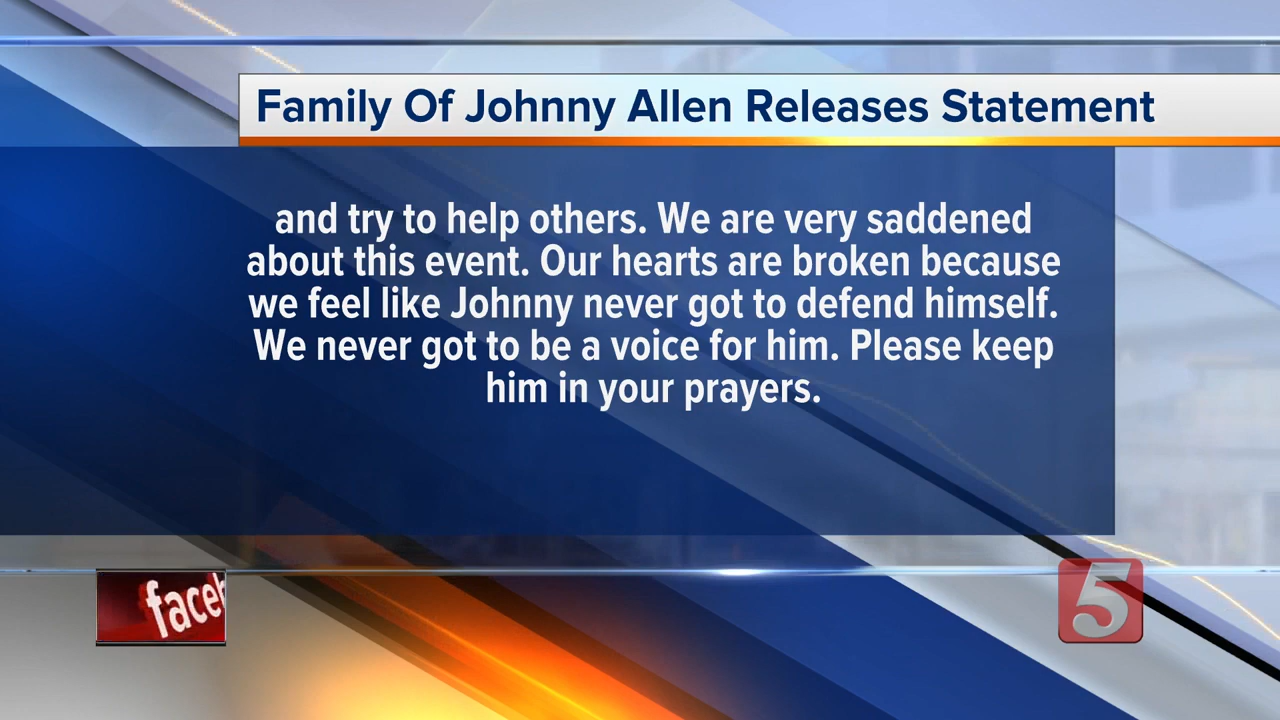 Family Of Johnny Allen Releases Statement
and try to help others. We are very saddened
about this event. Our hearts are broken because
we feel like Johnny never got to defend himself.
We never got to be a voice for him. Please keep
him in your prayers.
faceb
5